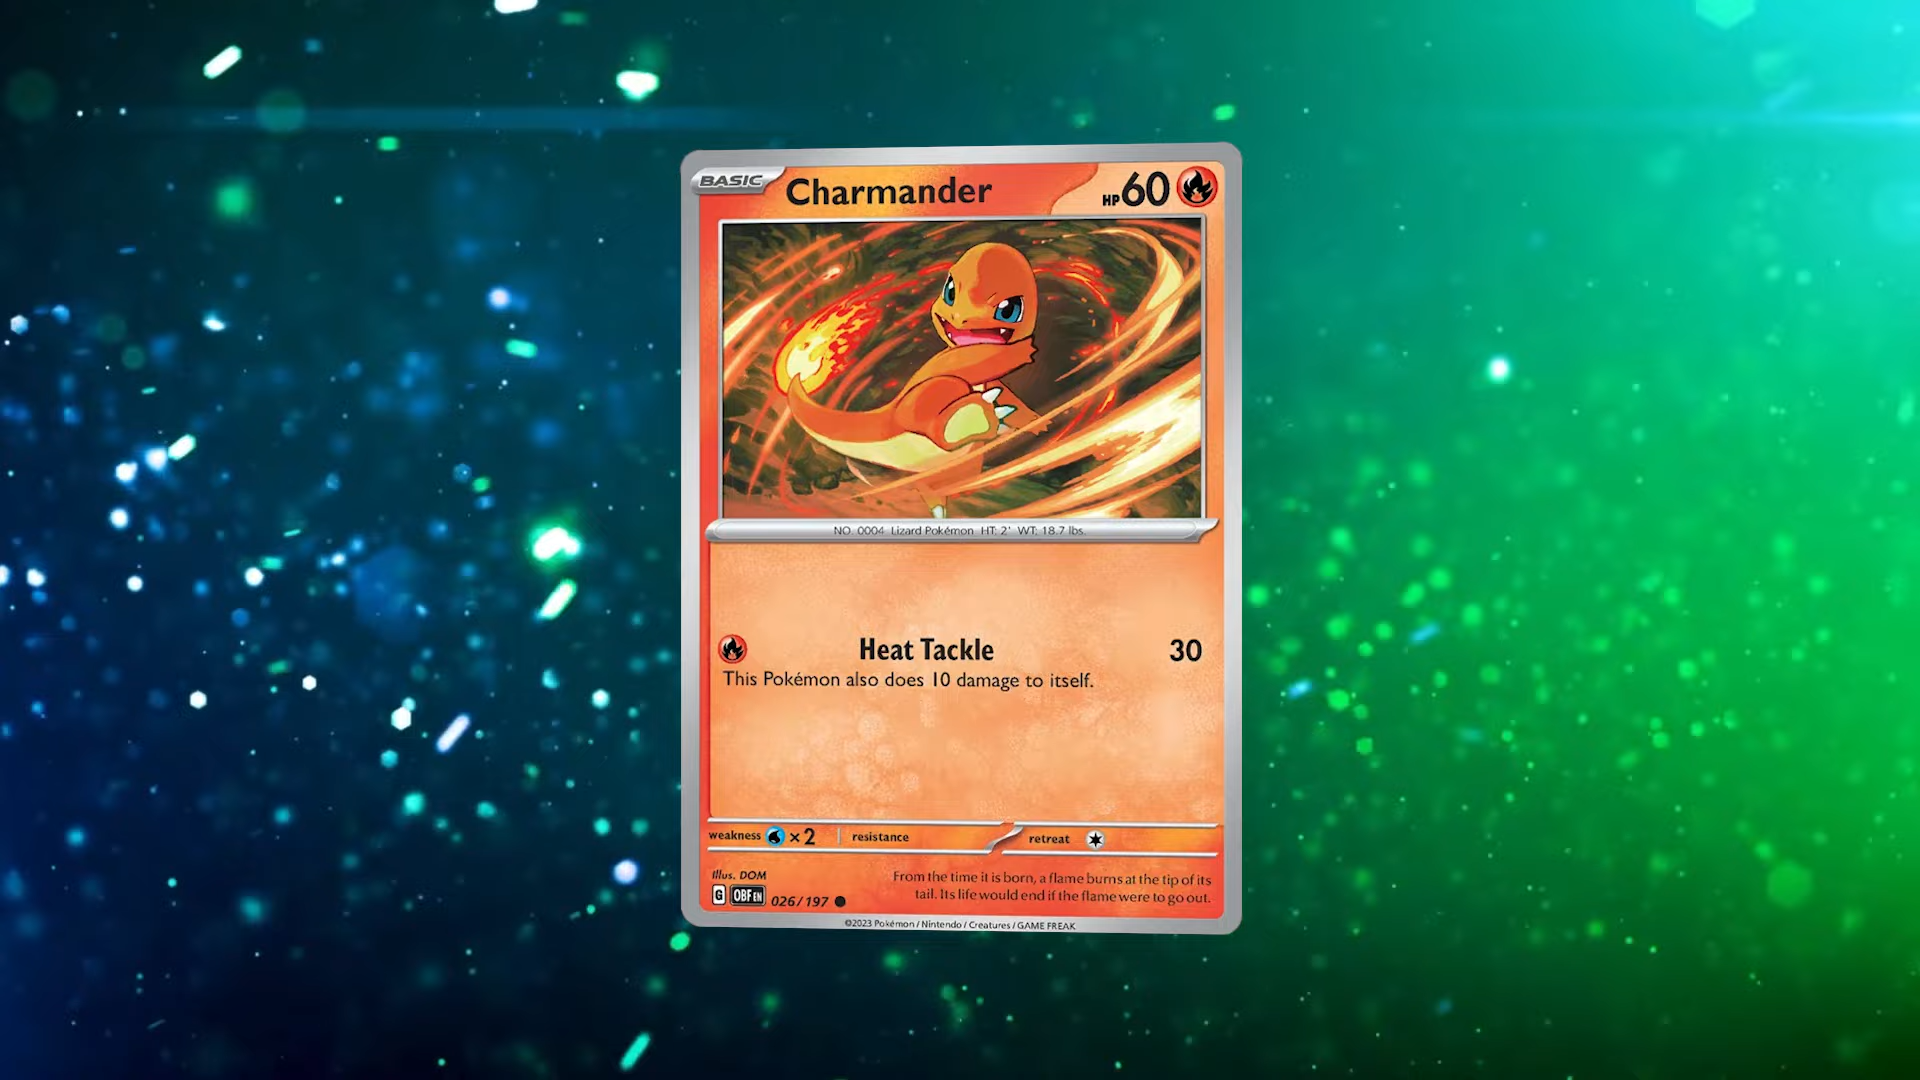 BASIC Charmander HP 60
NO. 0004 Lizard Pokémon HT: 2' WT: 18.7 lbs.
Heat Tackle 30
This Pokémon also does 10 damage to itself.
weakness ×2 resistance retreat
Illus. DOM
From the time it is born, a flame burns at the tip of its
tail. Its life would end if the flame were to go out.
G OBF EN 026/197
©2023 Pokémon / Nintendo / Creatures / GAME FREAK